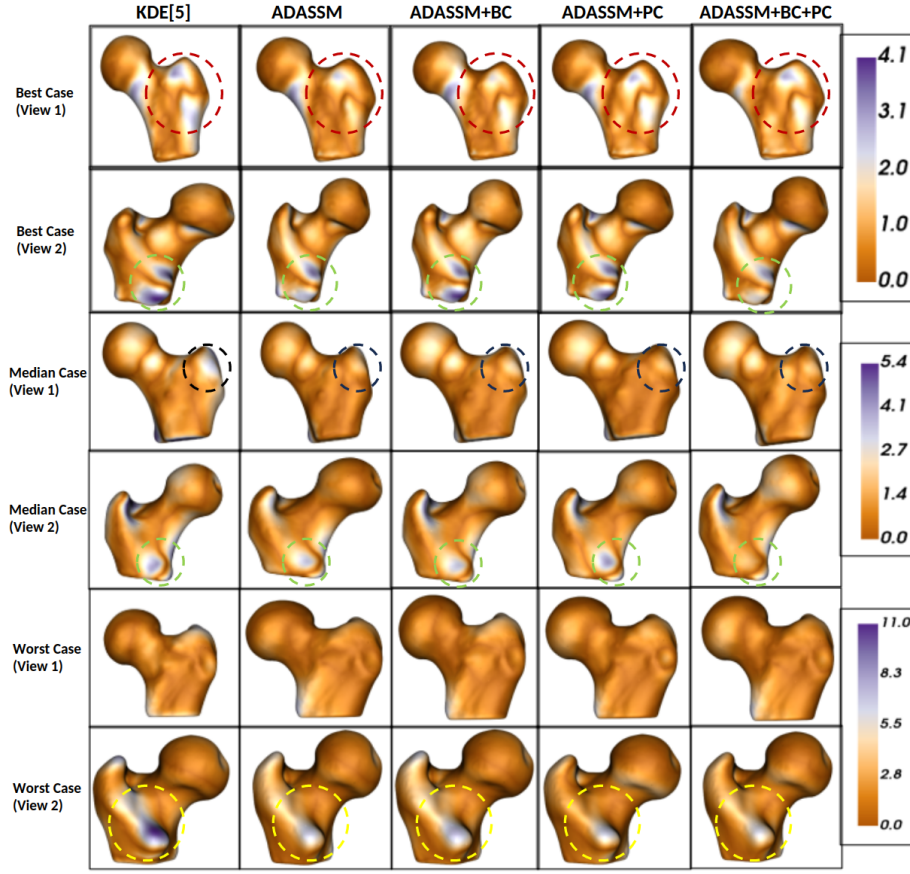 KDE[5] ADASSM ADASSM+BC ADASSM+PC ADASSM+BC+PC
Best Case
(View 1)
4.1
3.1
2.0
1.0
0.0
Best Case
(View 2)
Median Case
(View 1)
5.4
4.1
2.7
1.4
0.0
Median Case
(View 2)
Worst Case
(View 1)
11.0
8.3
5.5
2.8
0.0
Worst Case
(View 2)